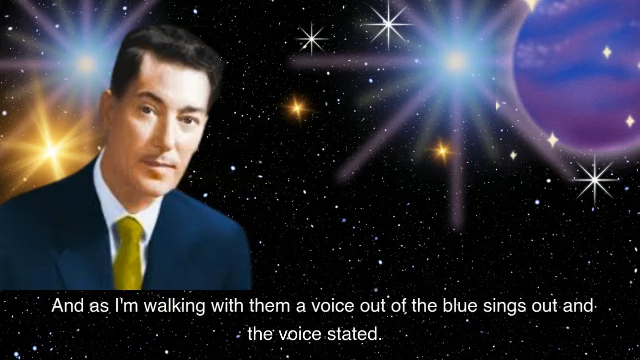 And as I'm walking with them a voice out of the blue sings out and
the voice stated.